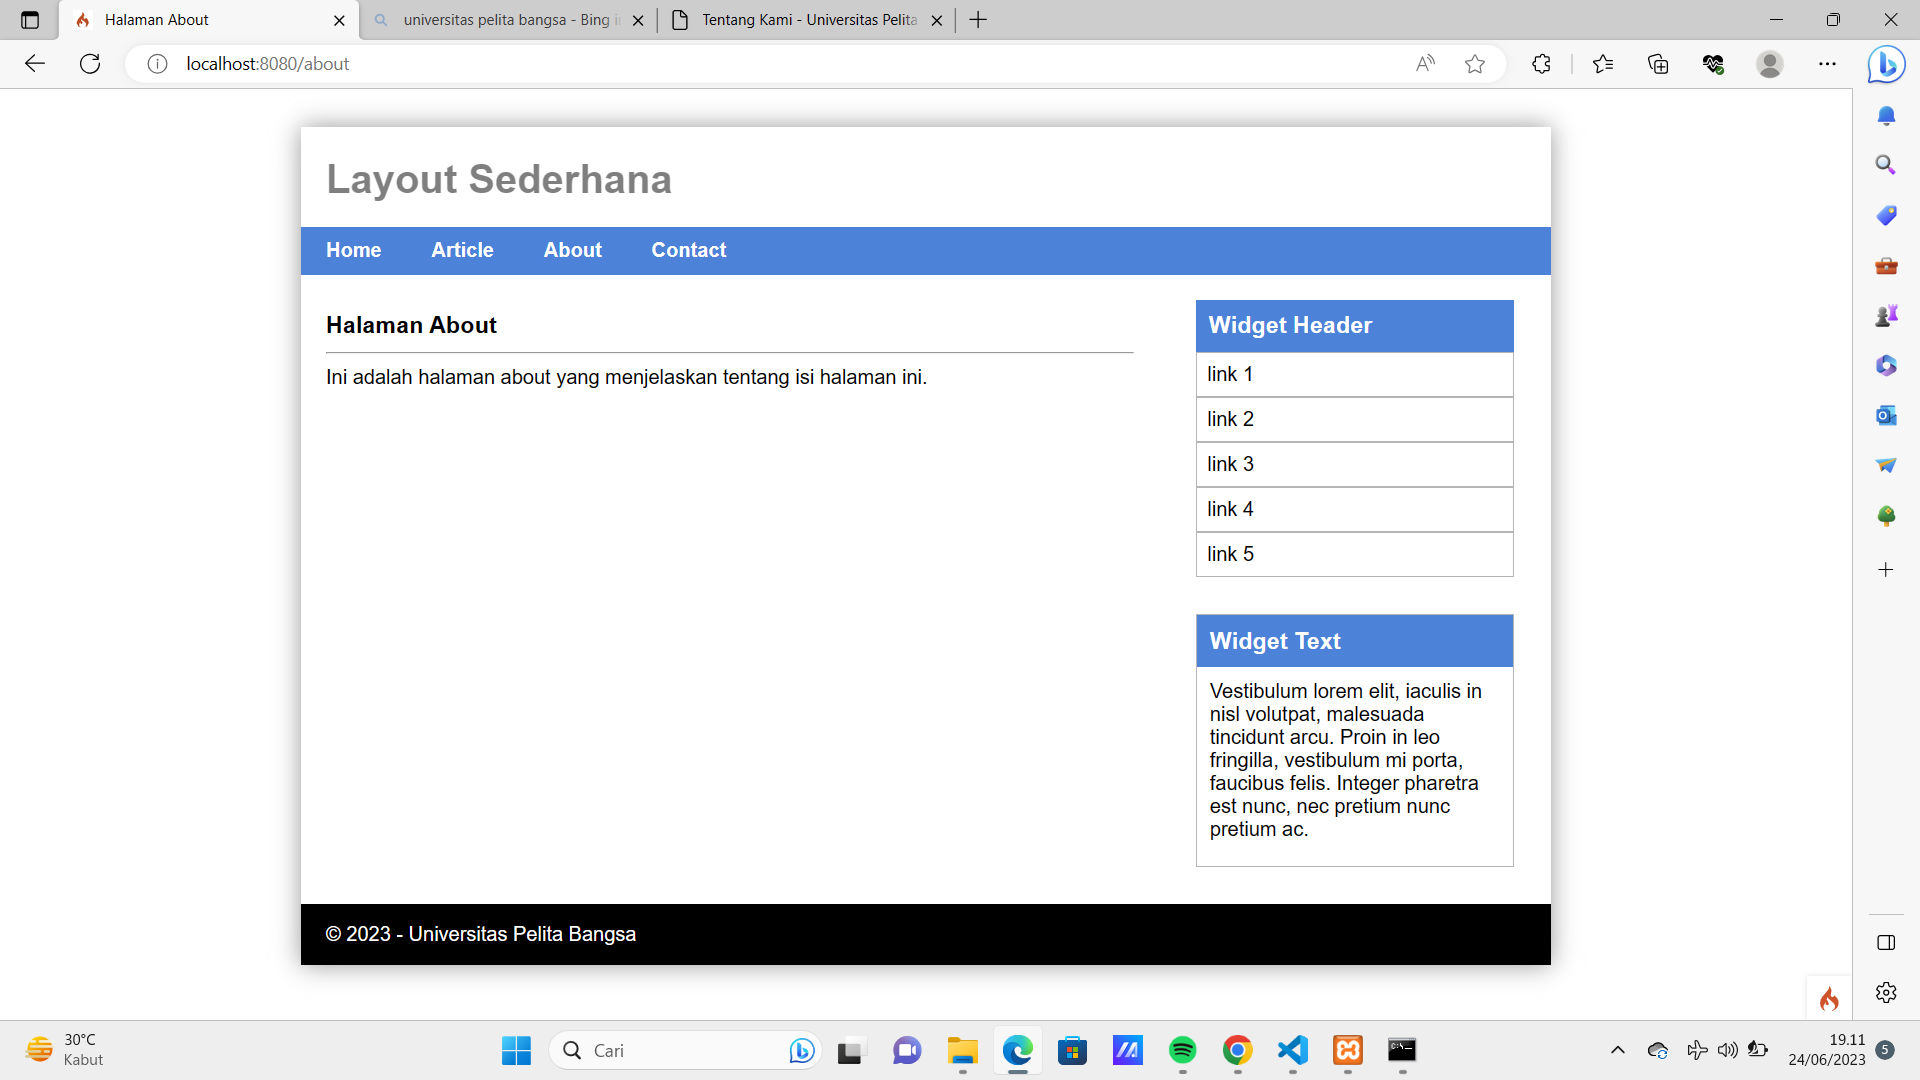 Halaman About
universitas pelita bangsa - Bing i
Tentang Kami - Universitas Pelita
localhost:8080/about
Layout Sederhana
Home Article About Contact
Halaman About
Ini adalah halaman about yang menjelaskan tentang isi halaman ini.
Widget Header
link 1
link 2
link 3
link 4
link 5
Widget Text
Vestibulum lorem elit, iaculis in
nisl volutpat, malesuada
tincidunt arcu. Proin in leo
fringilla, vestibulum mi porta,
faucibus felis. Integer pharetra
est nunc, nec pretium nunc
pretium ac.
© 2023 - Universitas Pelita Bangsa
30°C
Kabut
Cari
19.11
24/06/2023
5